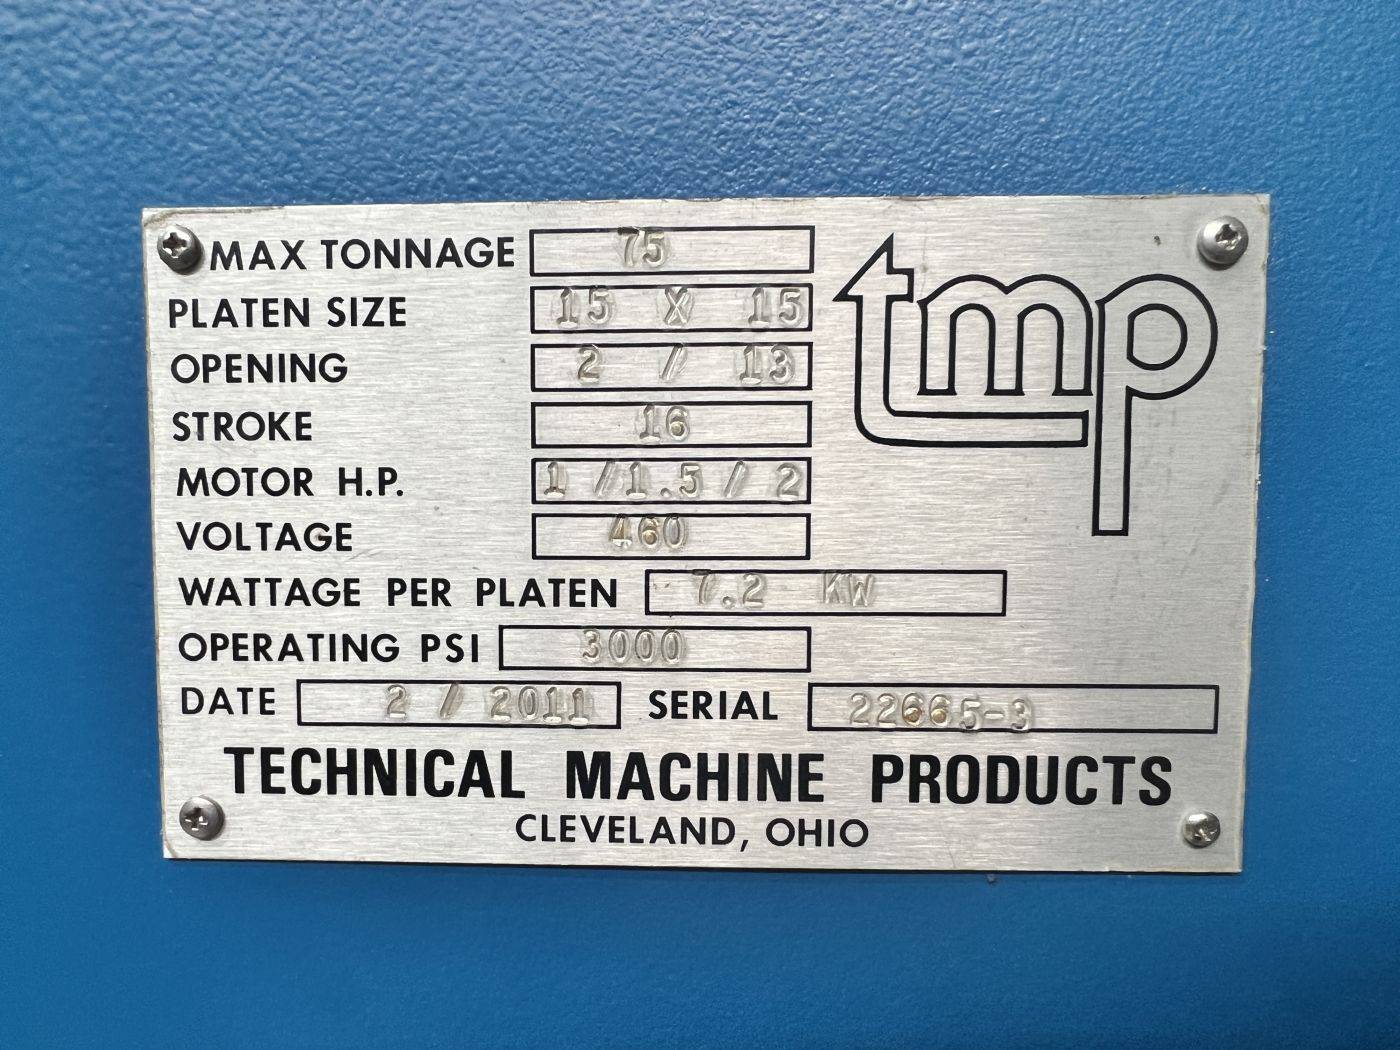 MAX TONNAGE 75
PLATEN SIZE 15 X 15
OPENING 2 / 13
STROKE 16
MOTOR H.P. 1 /1.5 / 2
VOLTAGE 460
WATTAGE PER PLATEN 7.2 KW
OPERATING PSI 3000
DATE 2 / 2011 SERIAL 22665-3
tmp
TECHNICAL MACHINE PRODUCTS
CLEVELAND, OHIO